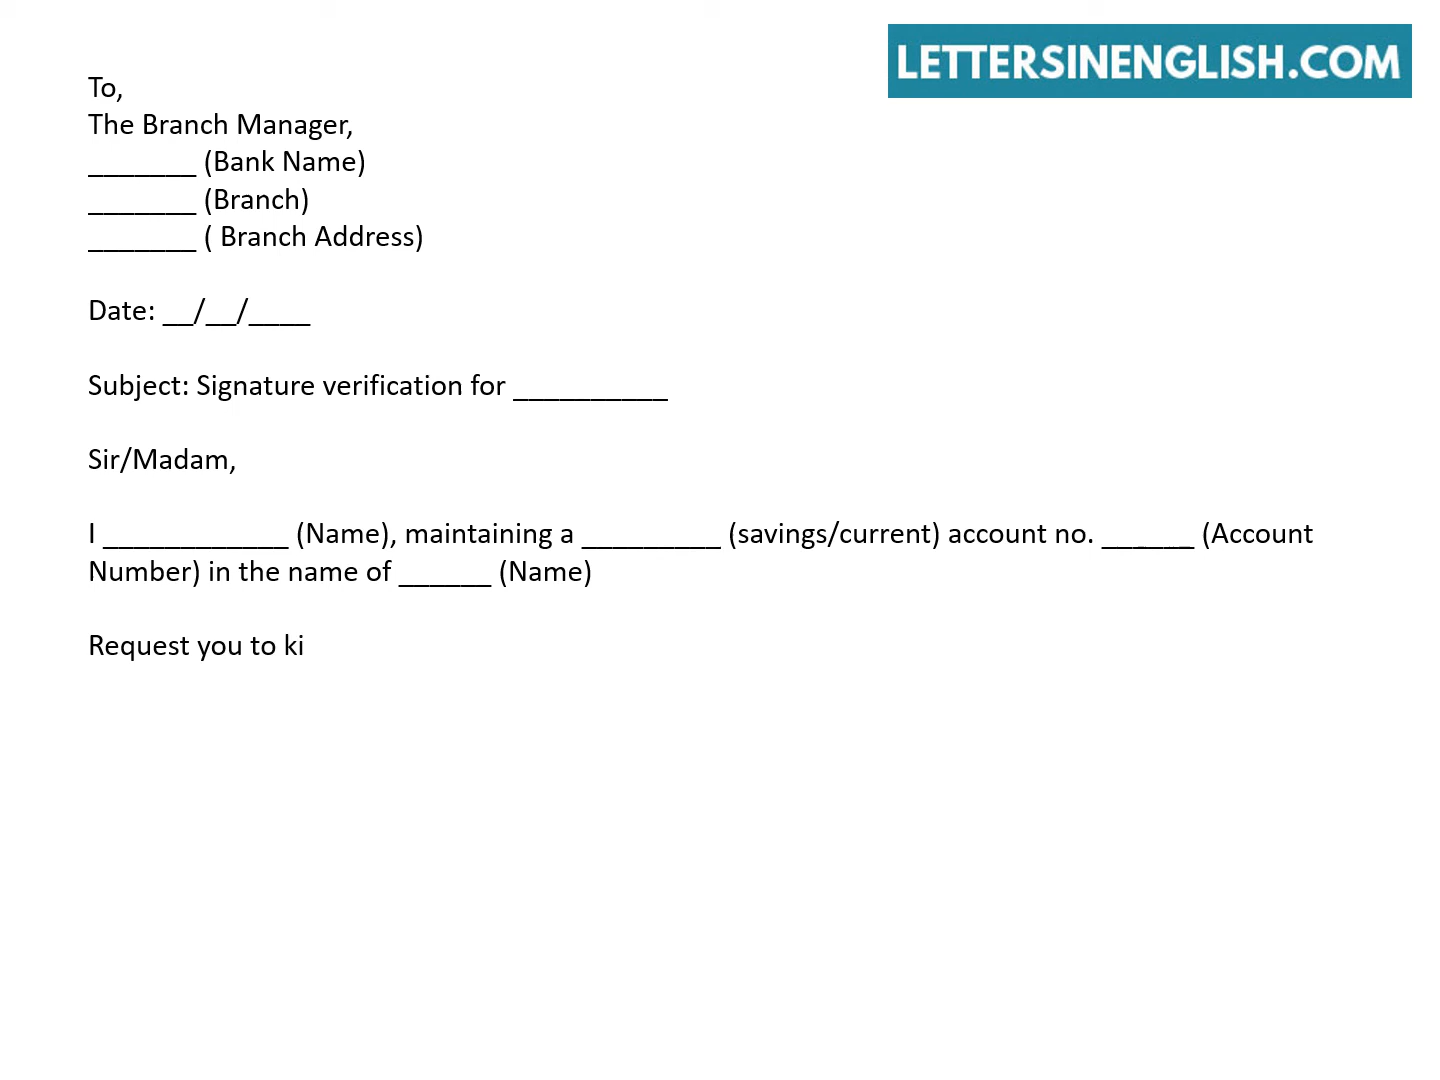 LETTERSINENGLISH.COM
To,
The Branch Manager,
_______ (Bank Name)
_______ (Branch)
_______ ( Branch Address)
Date: __/__/____
Subject: Signature verification for __________
Sir/Madam,
I ____________ (Name), maintaining a _________ (savings/current) account no. ______ (Account
Number) in the name of ______ (Name)
Request you to ki